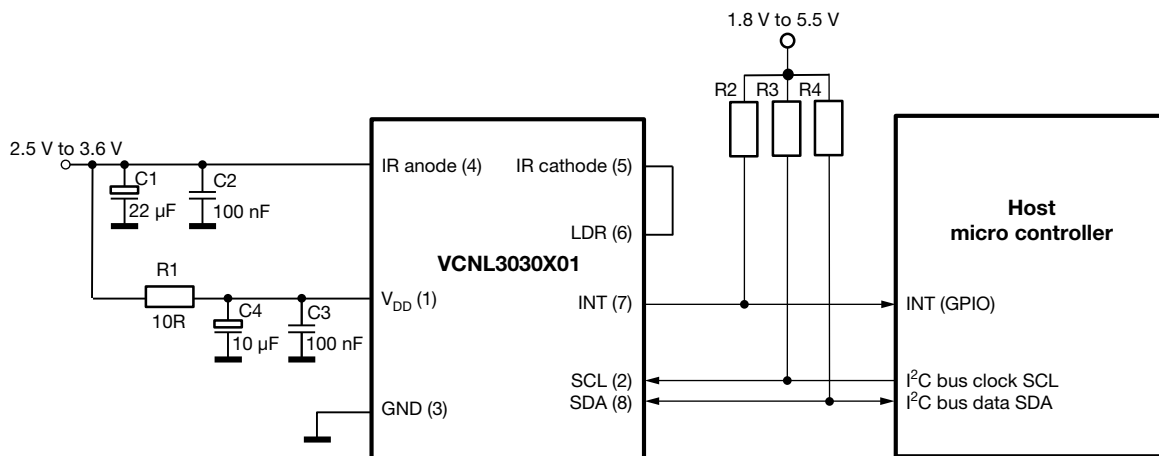 1.8 V to 5.5 V
R2 R3 R4
2.5 V to 3.6 V
C1
22 µF
C2
100 nF
R1
10R
C4
10 µF
C3
100 nF
IR anode (4)
IR cathode (5)
LDR (6)
VCNL3030X01
V_DD (1)
INT (7)
GND (3)
SCL (2)
SDA (8)
Host
micro controller
INT (GPIO)
I²C bus clock SCL
I²C bus data SDA